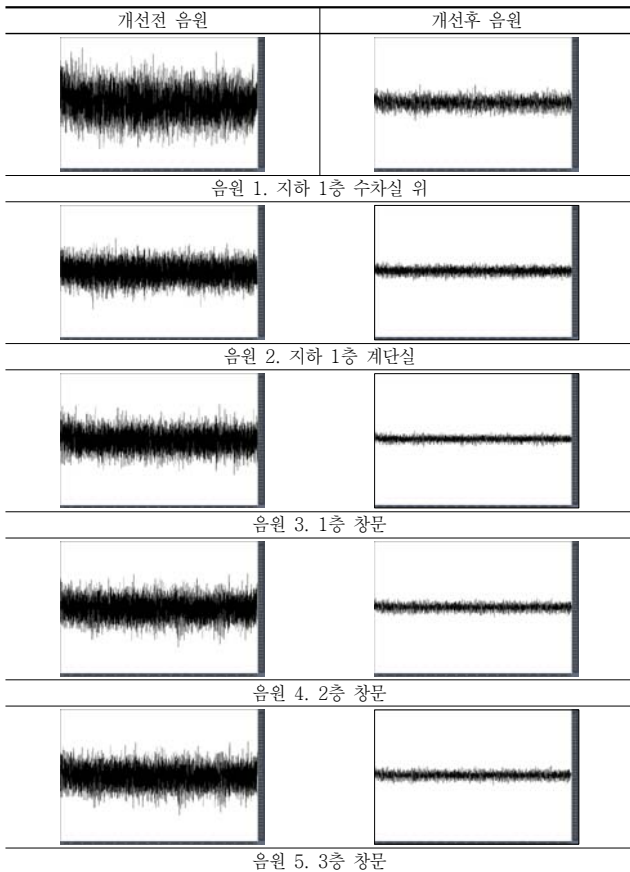 개선전 음원 개선후 음원
음원 1. 지하 1층 수차실 위
음원 2. 지하 1층 계단실
음원 3. 1층 창문
음원 4. 2층 창문
음원 5. 3층 창문